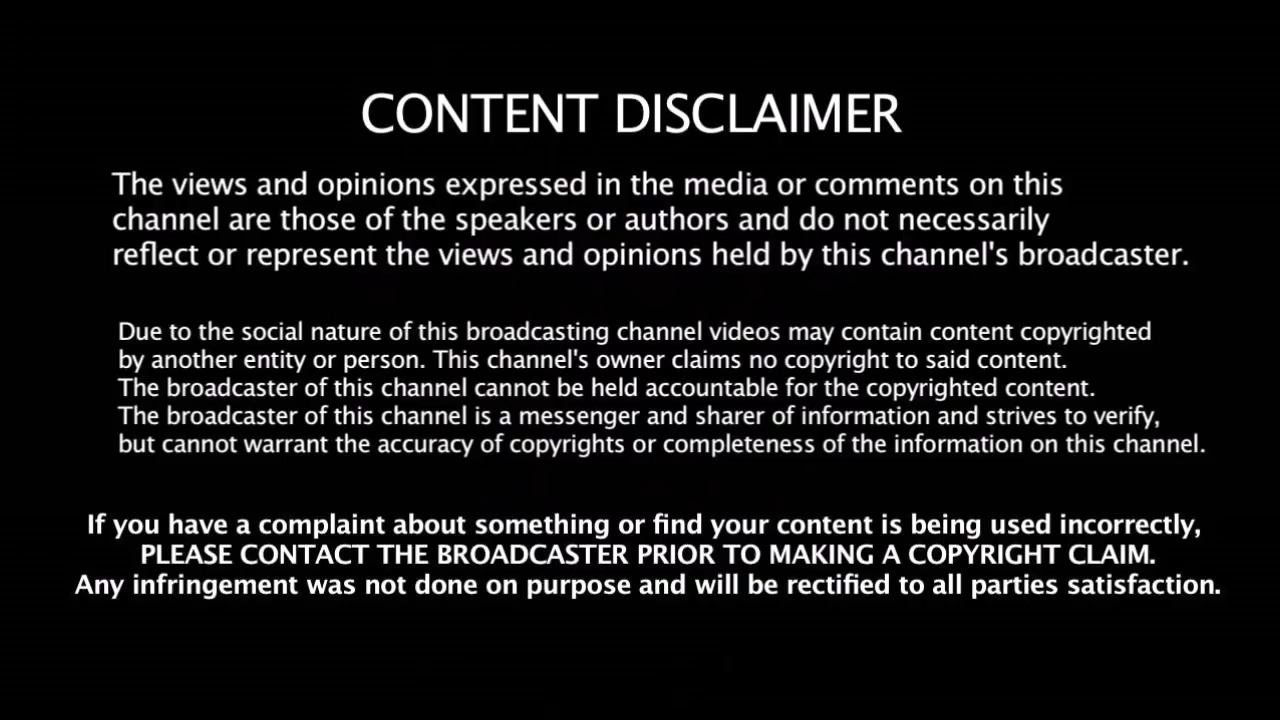 CONTENT DISCLAIMER
The views and opinions expressed in the media or comments on this
channel are those of the speakers or authors and do not necessarily
reflect or represent the views and opinions held by this channel's broadcaster.
Due to the social nature of this broadcasting channel videos may contain content copyrighted
by another entity or person. This channel's owner claims no copyright to said content.
The broadcaster of this channel cannot be held accountable for the copyrighted content.
The broadcaster of this channel is a messenger and sharer of information and strives to verify,
but cannot warrant the accuracy of copyrights or completeness of the information on this channel.
If you have a complaint about something or find your content is being used incorrectly,
PLEASE CONTACT THE BROADCASTER PRIOR TO MAKING A COPYRIGHT CLAIM.
Any infringement was not done on purpose and will be rectified to all parties satisfaction.